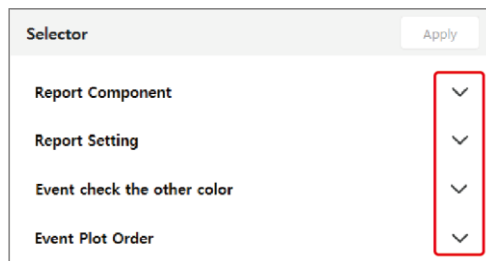 Selector
Apply
Report Component
Report Setting
Event check the other color
Event Plot Order